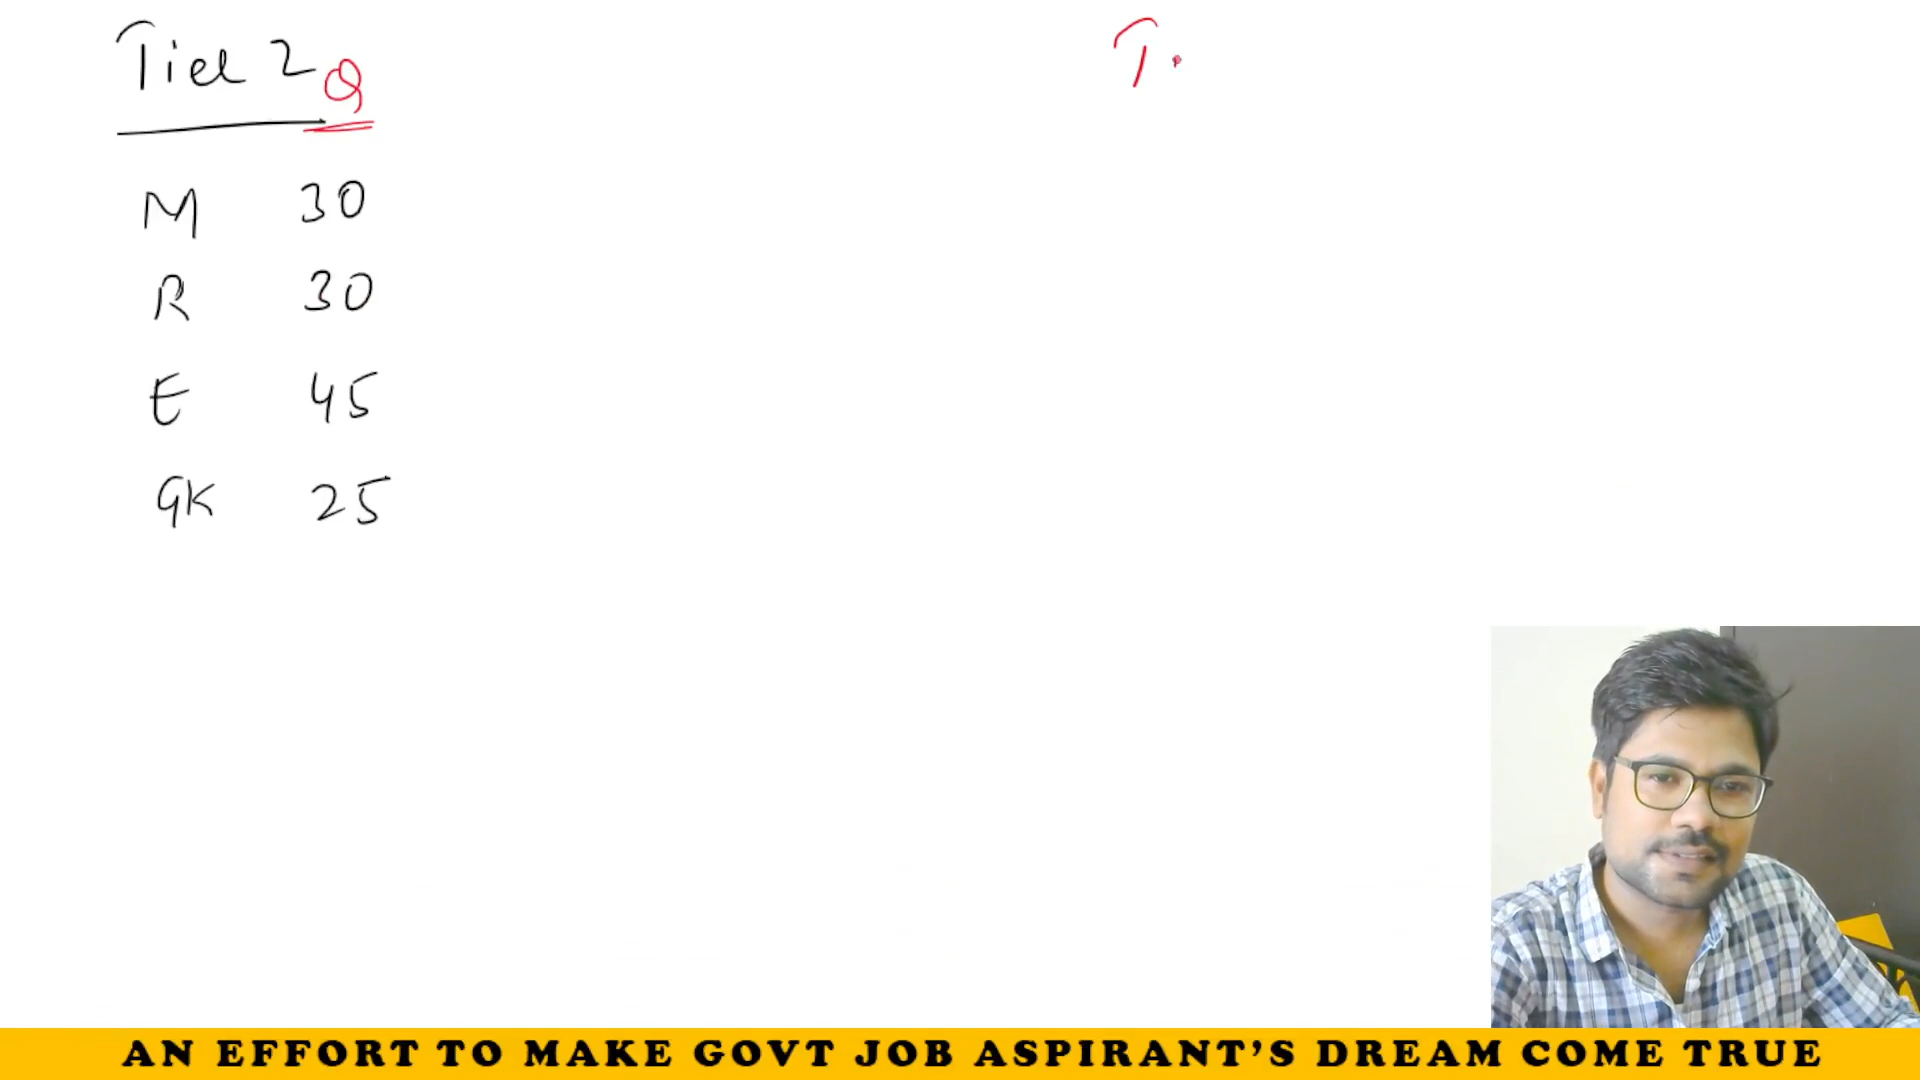 Tier 2 Q
M 30
R 30
E 45
GK 25
T
AN EFFORT TO MAKE GOVT JOB ASPIRANT'S DREAM COME TRUE